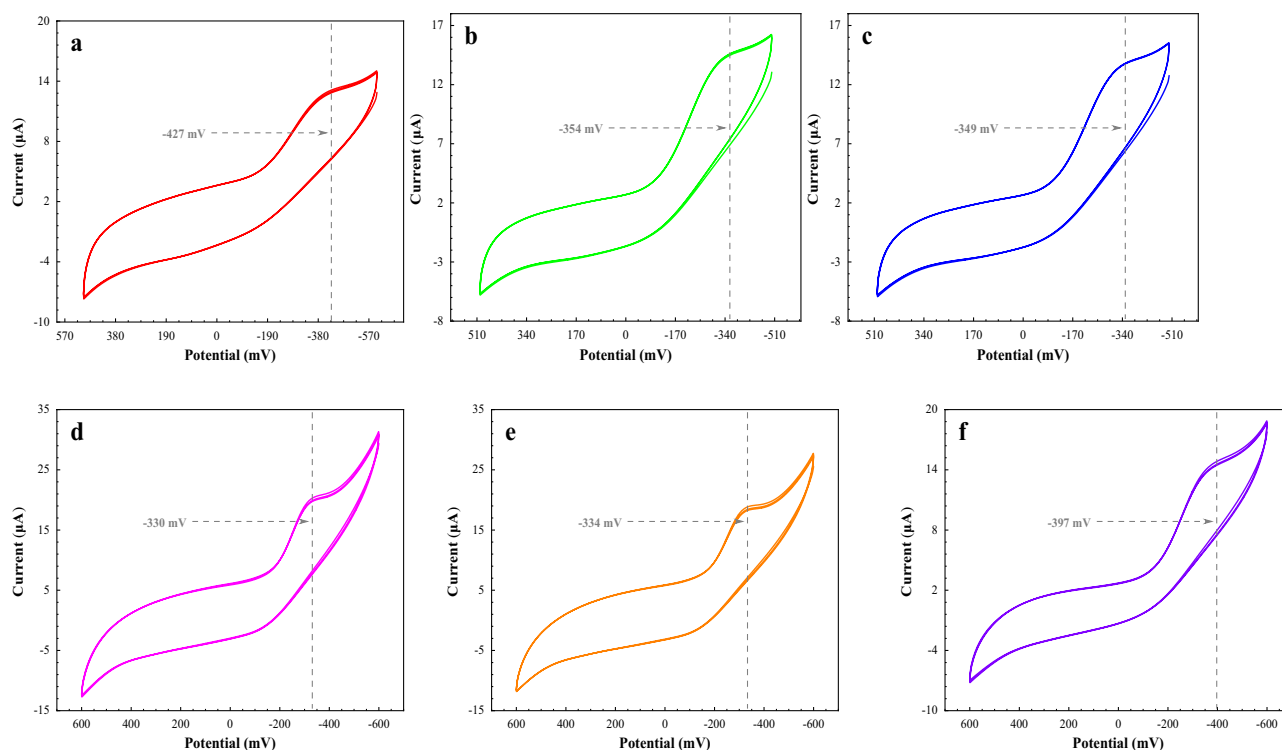 a
-427 mV
Current (µA)
20
14
8
2
-4
-10
570 380 190 0 -190 -380 -570
Potential (mV)
b
-354 mV
Current (µA)
18
13
8
2
-3
-8
510 340 170 0 -170 -340 -510
Potential (mV)
c
-349 mV
Current (µA)
17
12
7
2
-3
-8
510 340 170 0 -170 -340 -510
Potential (mV)
d
-330 mV
Current (µA)
35
25
15
5
-5
-15
600 400 200 0 -200 -400 -600
Potential (mV)
e
-334 mV
Current (µA)
35
25
15
5
-5
-15
600 400 200 0 -200 -400 -600
Potential (mV)
f
-397 mV
Current (µA)
20
14
8
2
-4
-10
600 400 200 0 -200 -400 -600
Potential (mV)